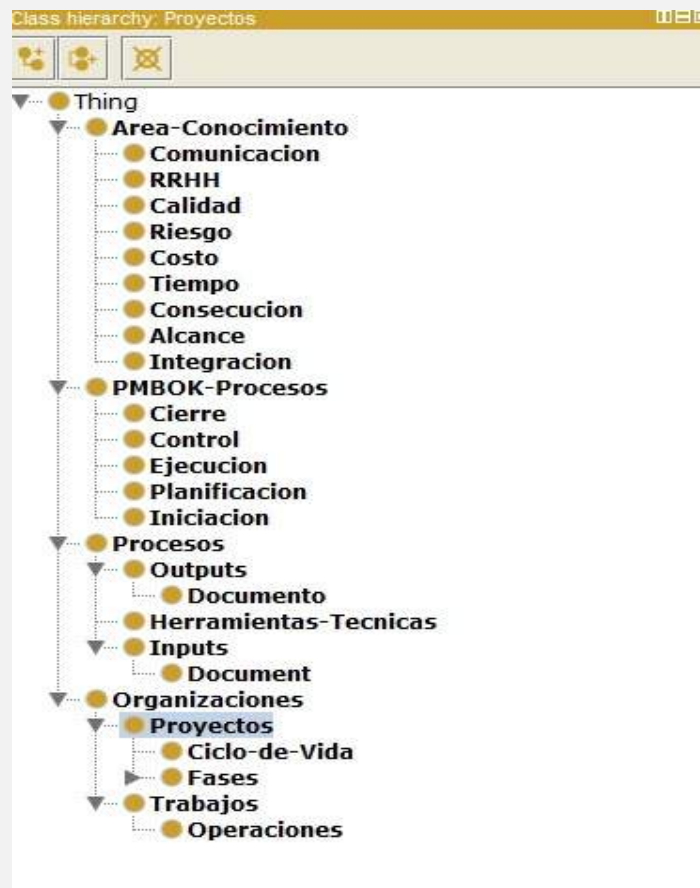 Class hierarchy: Proyectos
Thing
Area-Conocimiento
Comunicacion
RRHH
Calidad
Riesgo
Costo
Tiempo
Consecucion
Alcance
Integracion
PMBOK-Procesos
Cierre
Control
Ejecucion
Planificacion
Iniciacion
Procesos
Outputs
Documento
Herramientas-Tecnicas
Inputs
Document
Organizaciones
Proyectos
Ciclo-de-Vida
Fases
Trabajos
Operaciones